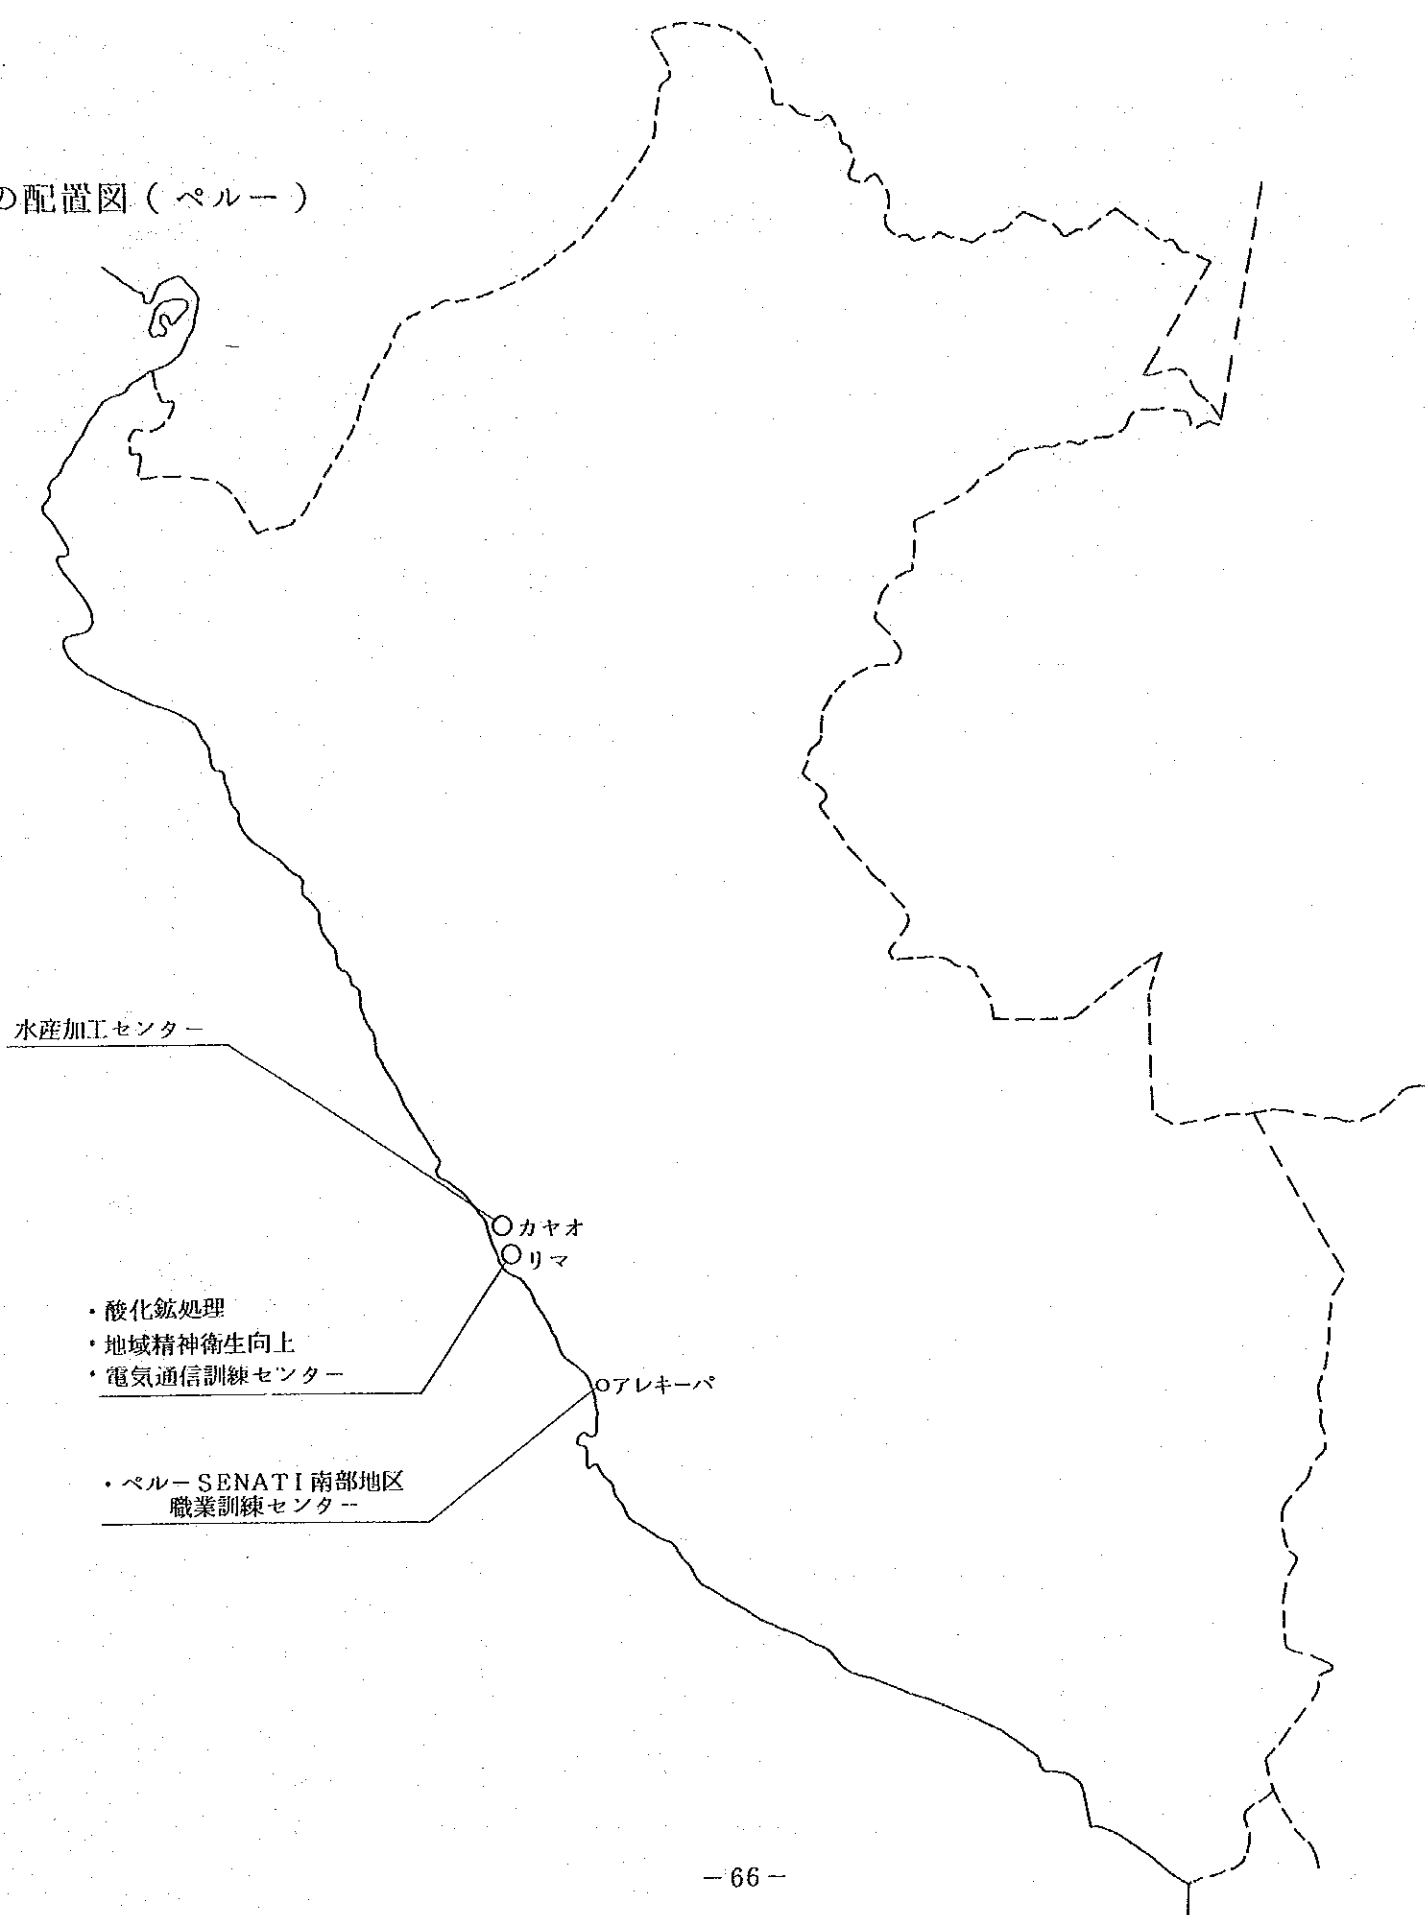 の配置図(ペルー)
水産加工センター
カヤオ
リマ
・酸化鉱処理
・地域精神衛生向上
・電気通信訓練センター
アレキーパ
・ペルーSENATI南部地区
職業訓練センター
－66－